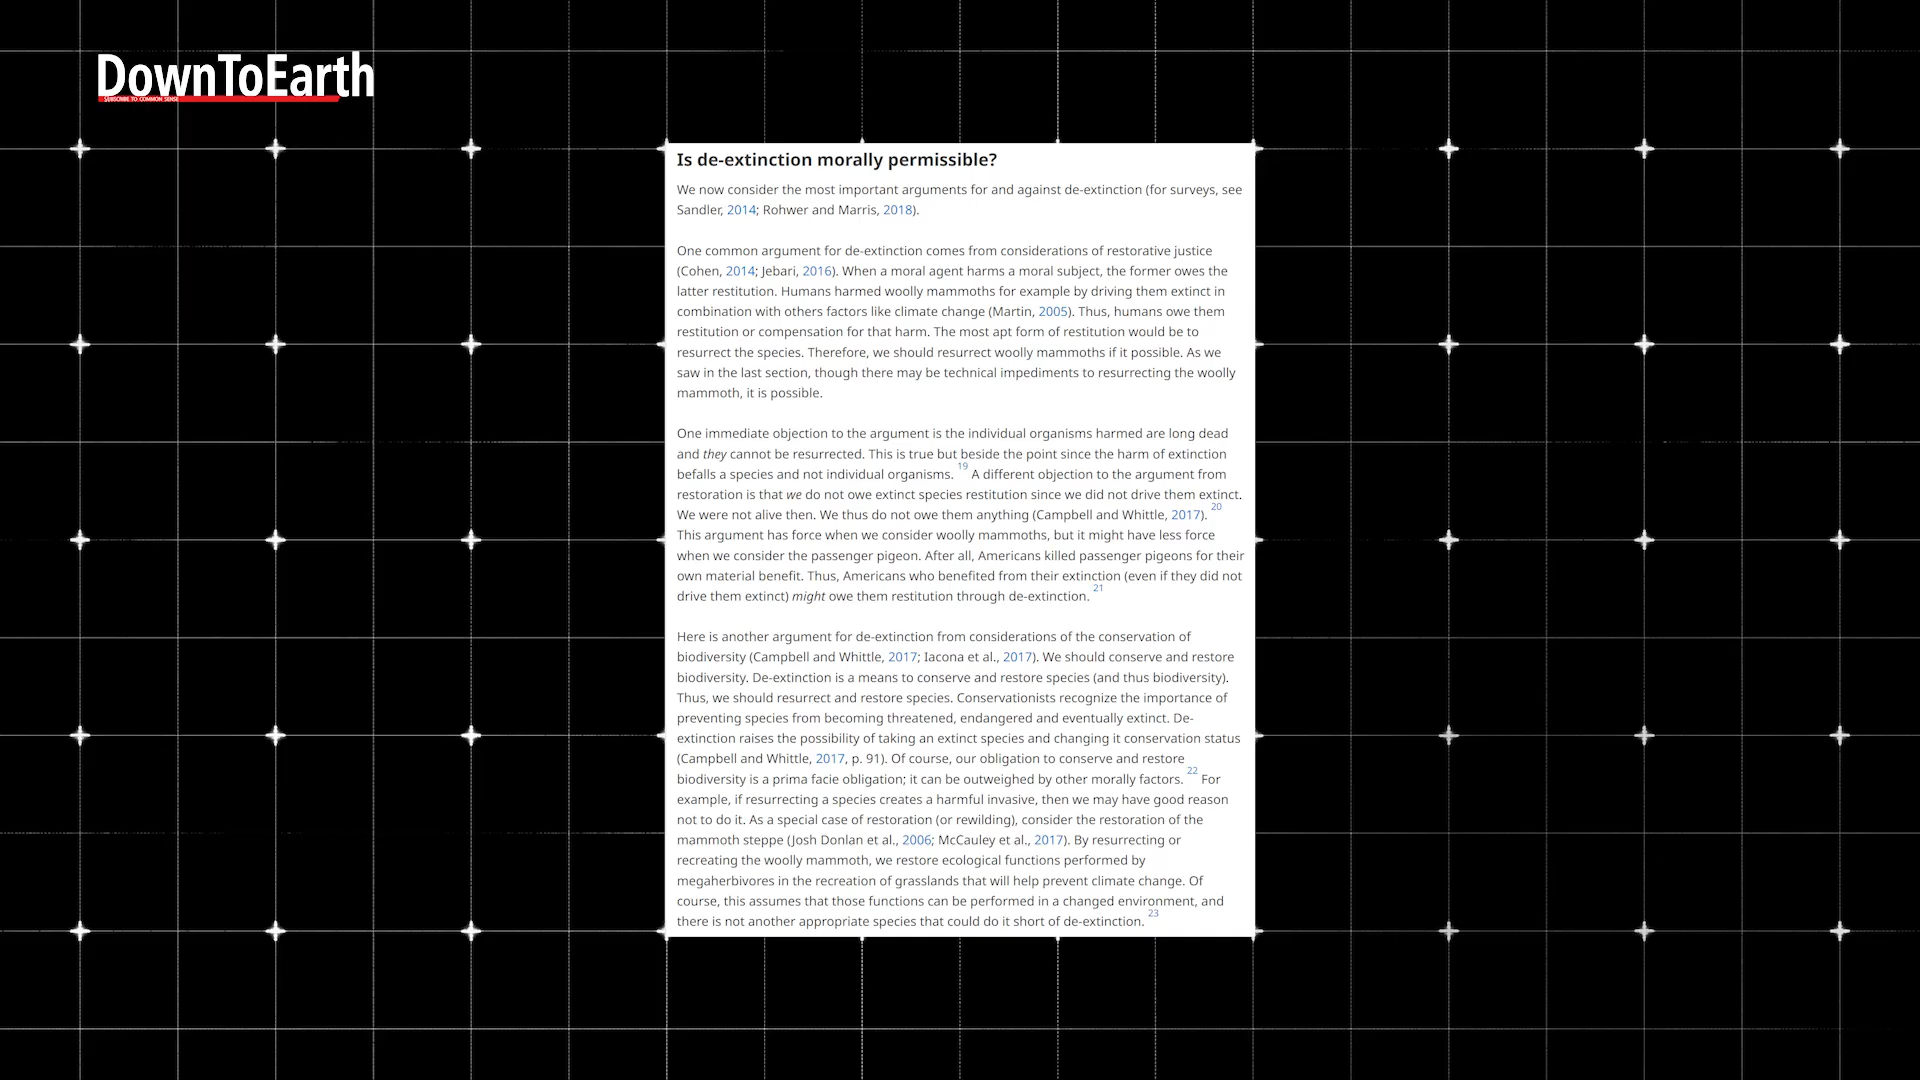 DownToEarth
SUBSCRIBE TO COMMON SENSE
Is de-extinction morally permissible?
We now consider the most important arguments for and against de-extinction (for surveys, see
Sandler, 2014; Rohwer and Marris, 2018).
One common argument for de-extinction comes from considerations of restorative justice
(Cohen, 2014; Jebari, 2016). When a moral agent harms a moral subject, the former owes the
latter restitution. Humans harmed woolly mammoths for example by driving them extinct in
combination with others factors like climate change (Martin, 2005). Thus, humans owe them
restitution or compensation for that harm. The most apt form of restitution would be to
resurrect the species. Therefore, we should resurrect woolly mammoths if it possible. As we
saw in the last section, though there may be technical impediments to resurrecting the woolly
mammoth, it is possible.
One immediate objection to the argument is the individual organisms harmed are long dead
and they cannot be resurrected. This is true but beside the point since the harm of extinction
befalls a species and not individual organisms. 19 A different objection to the argument from
restoration is that we do not owe extinct species restitution since we did not drive them extinct.
We were not alive then. We thus do not owe them anything (Campbell and Whittle, 2017). 20
This argument has force when we consider woolly mammoths, but it might have less force
when we consider the passenger pigeon. After all, Americans killed passenger pigeons for their
own material benefit. Thus, Americans who benefited from their extinction (even if they did not
drive them extinct) might owe them restitution through de-extinction. 21
Here is another argument for de-extinction from considerations of the conservation of
biodiversity (Campbell and Whittle, 2017; Iacona et al., 2017). We should conserve and restore
biodiversity. De-extinction is a means to conserve and restore species (and thus biodiversity).
Thus, we should resurrect and restore species. Conservationists recognize the importance of
preventing species from becoming threatened, endangered and eventually extinct. De-
extinction raises the possibility of taking an extinct species and changing it conservation status
(Campbell and Whittle, 2017, p. 91). Of course, our obligation to conserve and restore
biodiversity is a prima facie obligation; it can be outweighed by other morally factors. 22 For
example, if resurrecting a species creates a harmful invasive, then we may have good reason
not to do it. As a special case of restoration (or rewilding), consider the restoration of the
mammoth steppe (Josh Donlan et al., 2006; McCauley et al., 2017). By resurrecting or
recreating the woolly mammoth, we restore ecological functions performed by
megaherbivores in the recreation of grasslands that will help prevent climate change. Of
course, this assumes that those functions can be performed in a changed environment, and
there is not another appropriate species that could do it short of de-extinction. 23